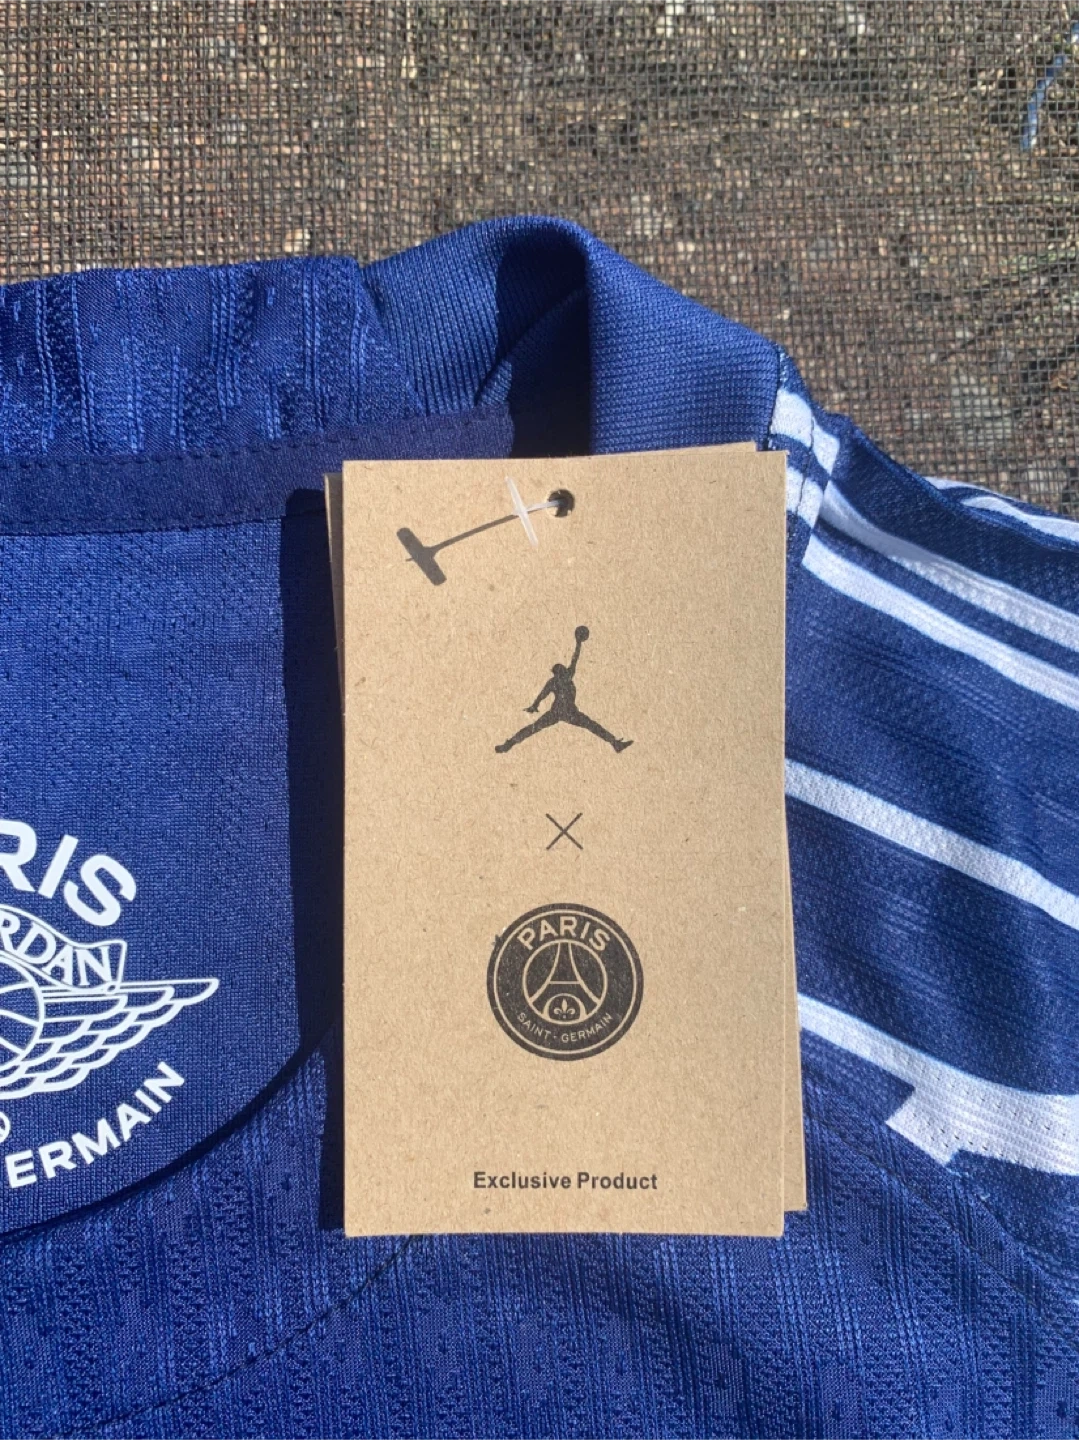 PARIS
SAINT-GERMAIN
Exclusive Product
RIS
RDAN
ERMAIN